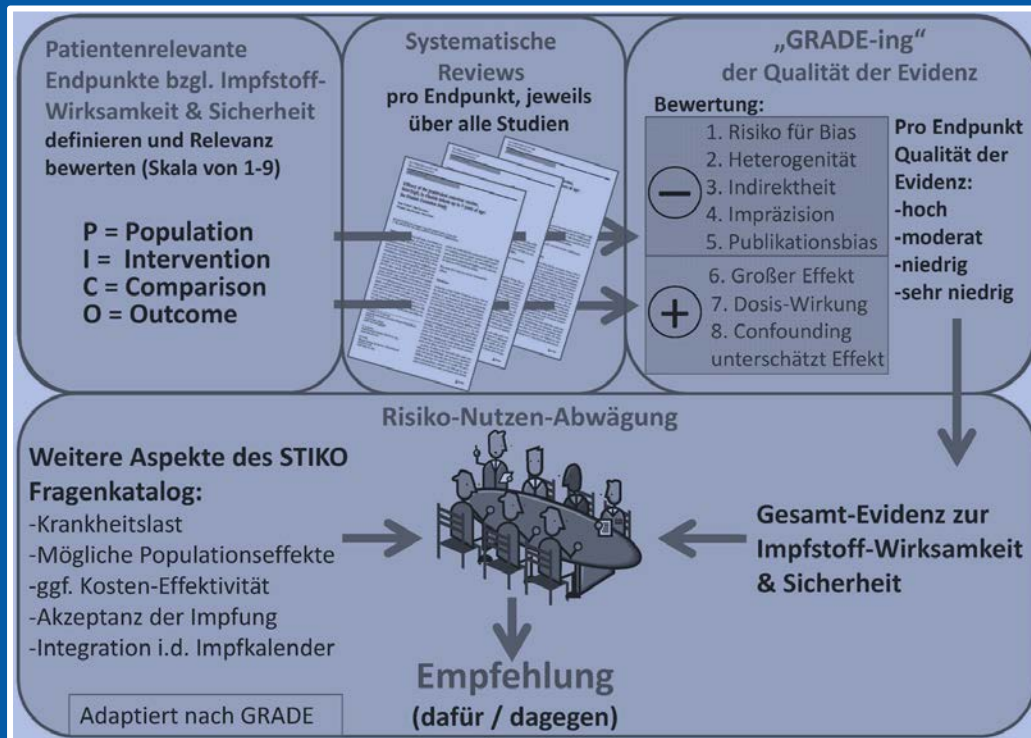 Patientenrelevante
Endpunkte bzgl. Impfstoff-
Wirksamkeit & Sicherheit
definieren und Relevanz
bewerten (Skala von 1-9)
P = Population
I = Intervention
C = Comparison
O = Outcome
Systematische
Reviews
pro Endpunkt, jeweils
über alle Studien
„GRADE-ing“
der Qualität der Evidenz
Bewertung:
1. Risiko für Bias
2. Heterogenität
3. Indirektheit
4. Impräzision
5. Publikationsbias
6. Großer Effekt
7. Dosis-Wirkung
8. Confounding
unterschätzt Effekt
Pro Endpunkt
Qualität der
Evidenz:
-hoch
-moderat
-niedrig
-sehr niedrig
Risiko-Nutzen-Abwägung
Weitere Aspekte des STIKO
Fragenkatalog:
-Krankheitslast
-Mögliche Populationseffekte
-ggf. Kosten-Effektivität
-Akzeptanz der Impfung
-Integration i.d. Impfkalender
Gesamt-Evidenz zur
Impfstoff-Wirksamkeit
& Sicherheit
Empfehlung
(dafür / dagegen)
Adaptiert nach GRADE